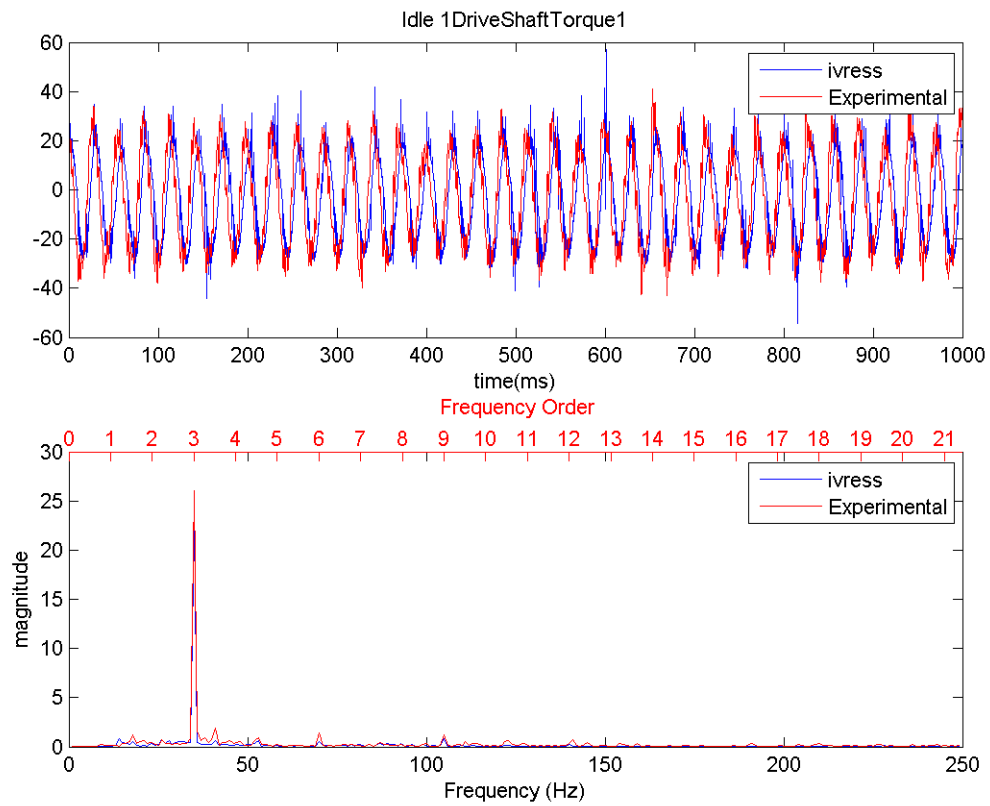 Idle 1DriveShaftTorque1
60
40
20
0
-20
-40
-60
ivress
Experimental
0 100 200 300 400 500 600 700 800 900 1000
time(ms)
Frequency Order
0 1 2 3 4 5 6 7 8 9 10 11 12 13 14 15 16 17 18 19 20 21
30
25
20
15
10
5
0
magnitude
ivress
Experimental
0 50 100 150 200 250
Frequency (Hz)